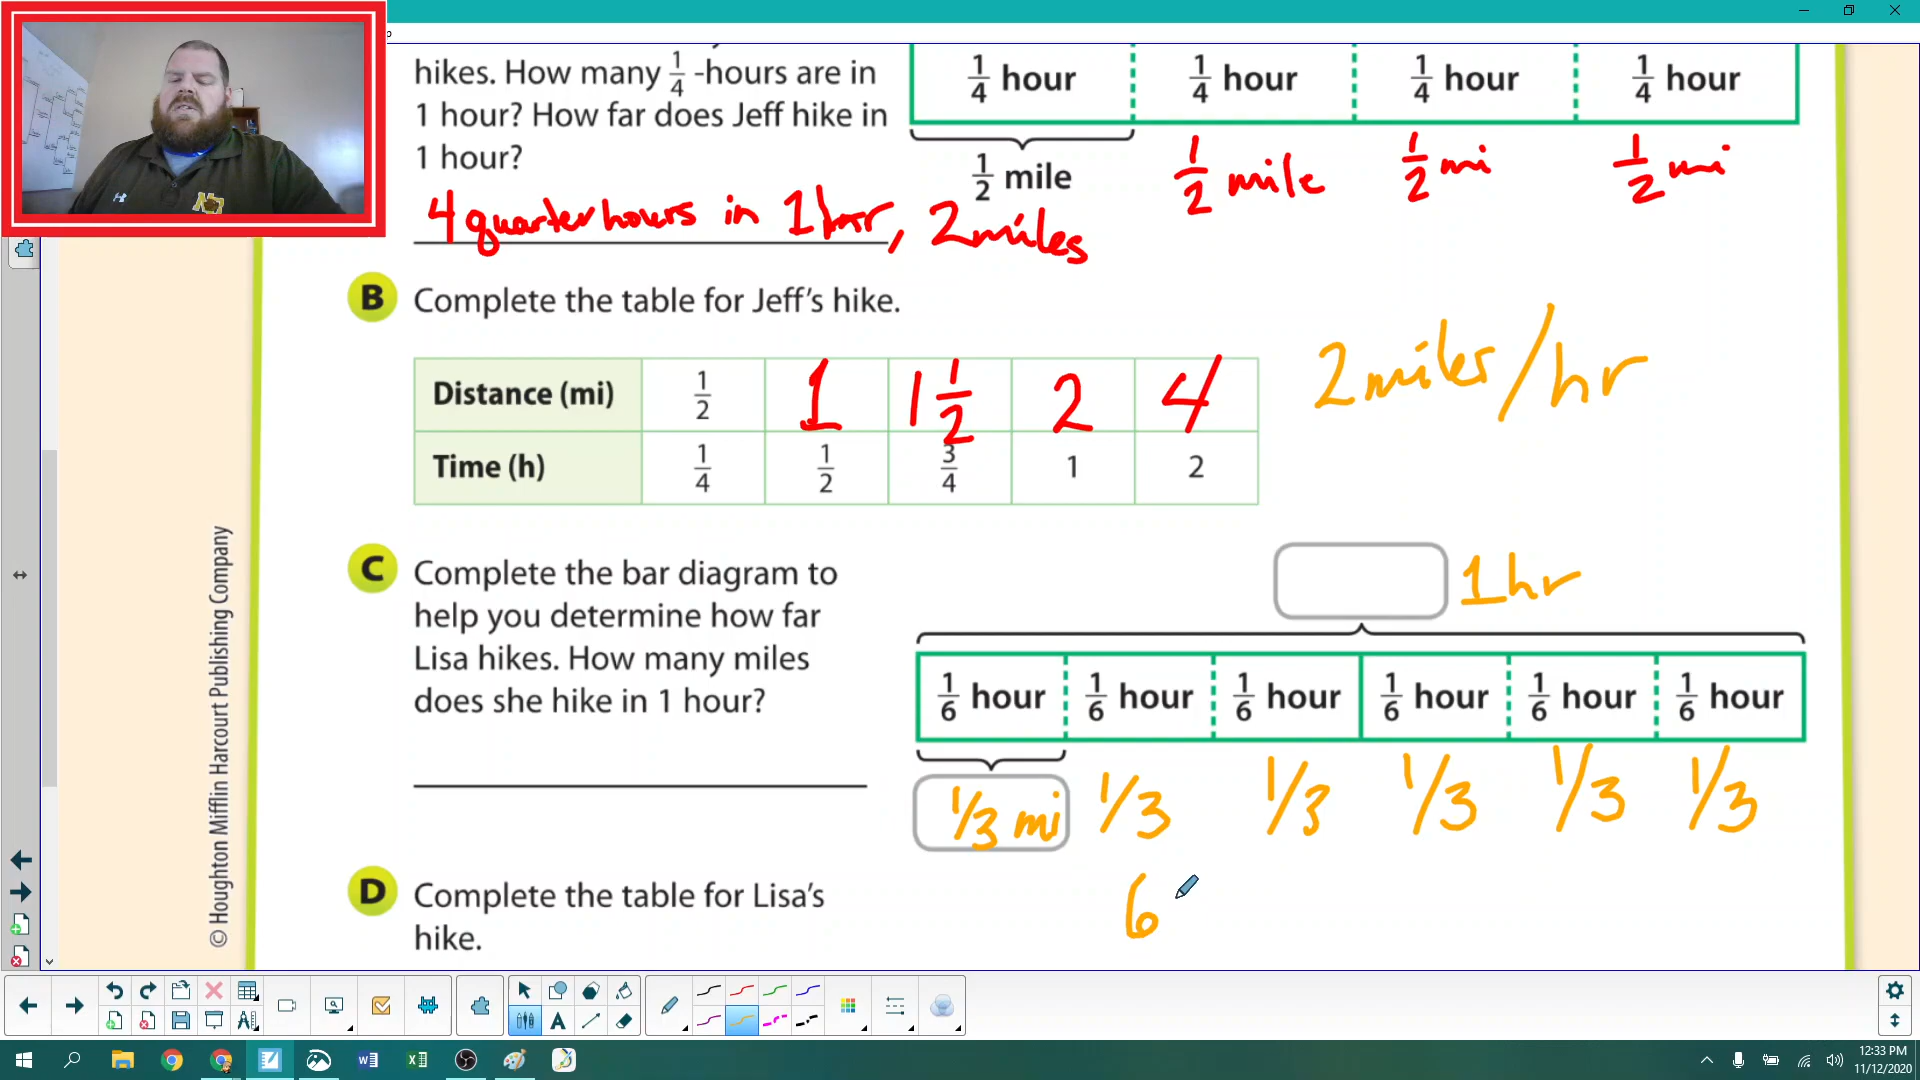 hikes. How many 1/4 -hours are in
1 hour? How far does Jeff hike in
1 hour?
1/4 hour 1/4 hour 1/4 hour 1/4 hour
1/2 mile 1/2 mile 1/2 mi 1/2 mi
4 quarter hours in 1 hr, 2 miles
B Complete the table for Jeff's hike.
Distance (mi) 1/2 1 1 1/2 2 4
Time (h) 1/4 1/2 3/4 1 2
2 miles/hr
C Complete the bar diagram to
help you determine how far
Lisa hikes. How many miles
does she hike in 1 hour?
1 hr
1/6 hour 1/6 hour 1/6 hour 1/6 hour 1/6 hour 1/6 hour
1/3 mi 1/3 1/3 1/3 1/3 1/3
6
D Complete the table for Lisa's
hike.
© Houghton Mifflin Harcourt Publishing Company
12:33 PM
11/12/2020